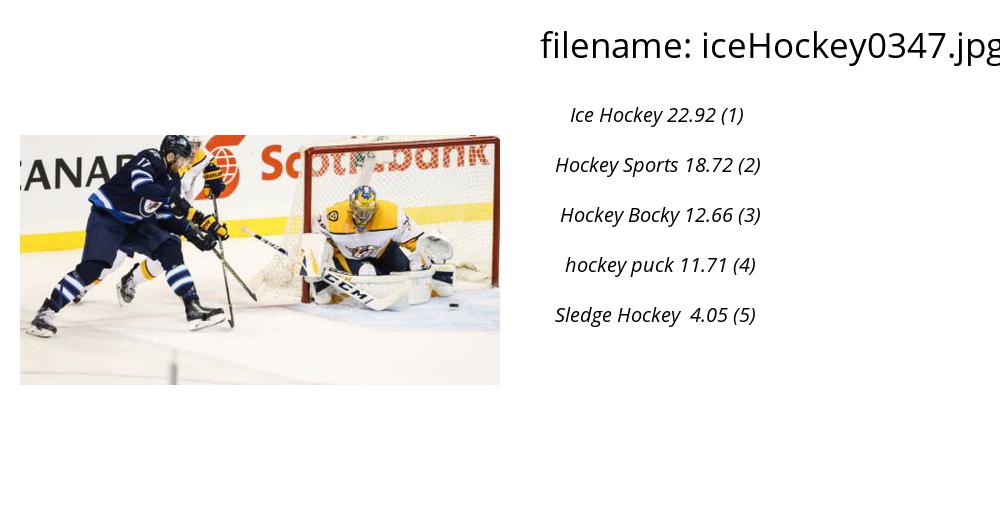 filename: iceHockey0347.jpg
Ice Hockey 22.92 (1)
Hockey Sports 18.72 (2)
Hockey Bocky 12.66 (3)
hockey puck 11.71 (4)
Sledge Hockey 4.05 (5)
Scotiabank
17
CCM